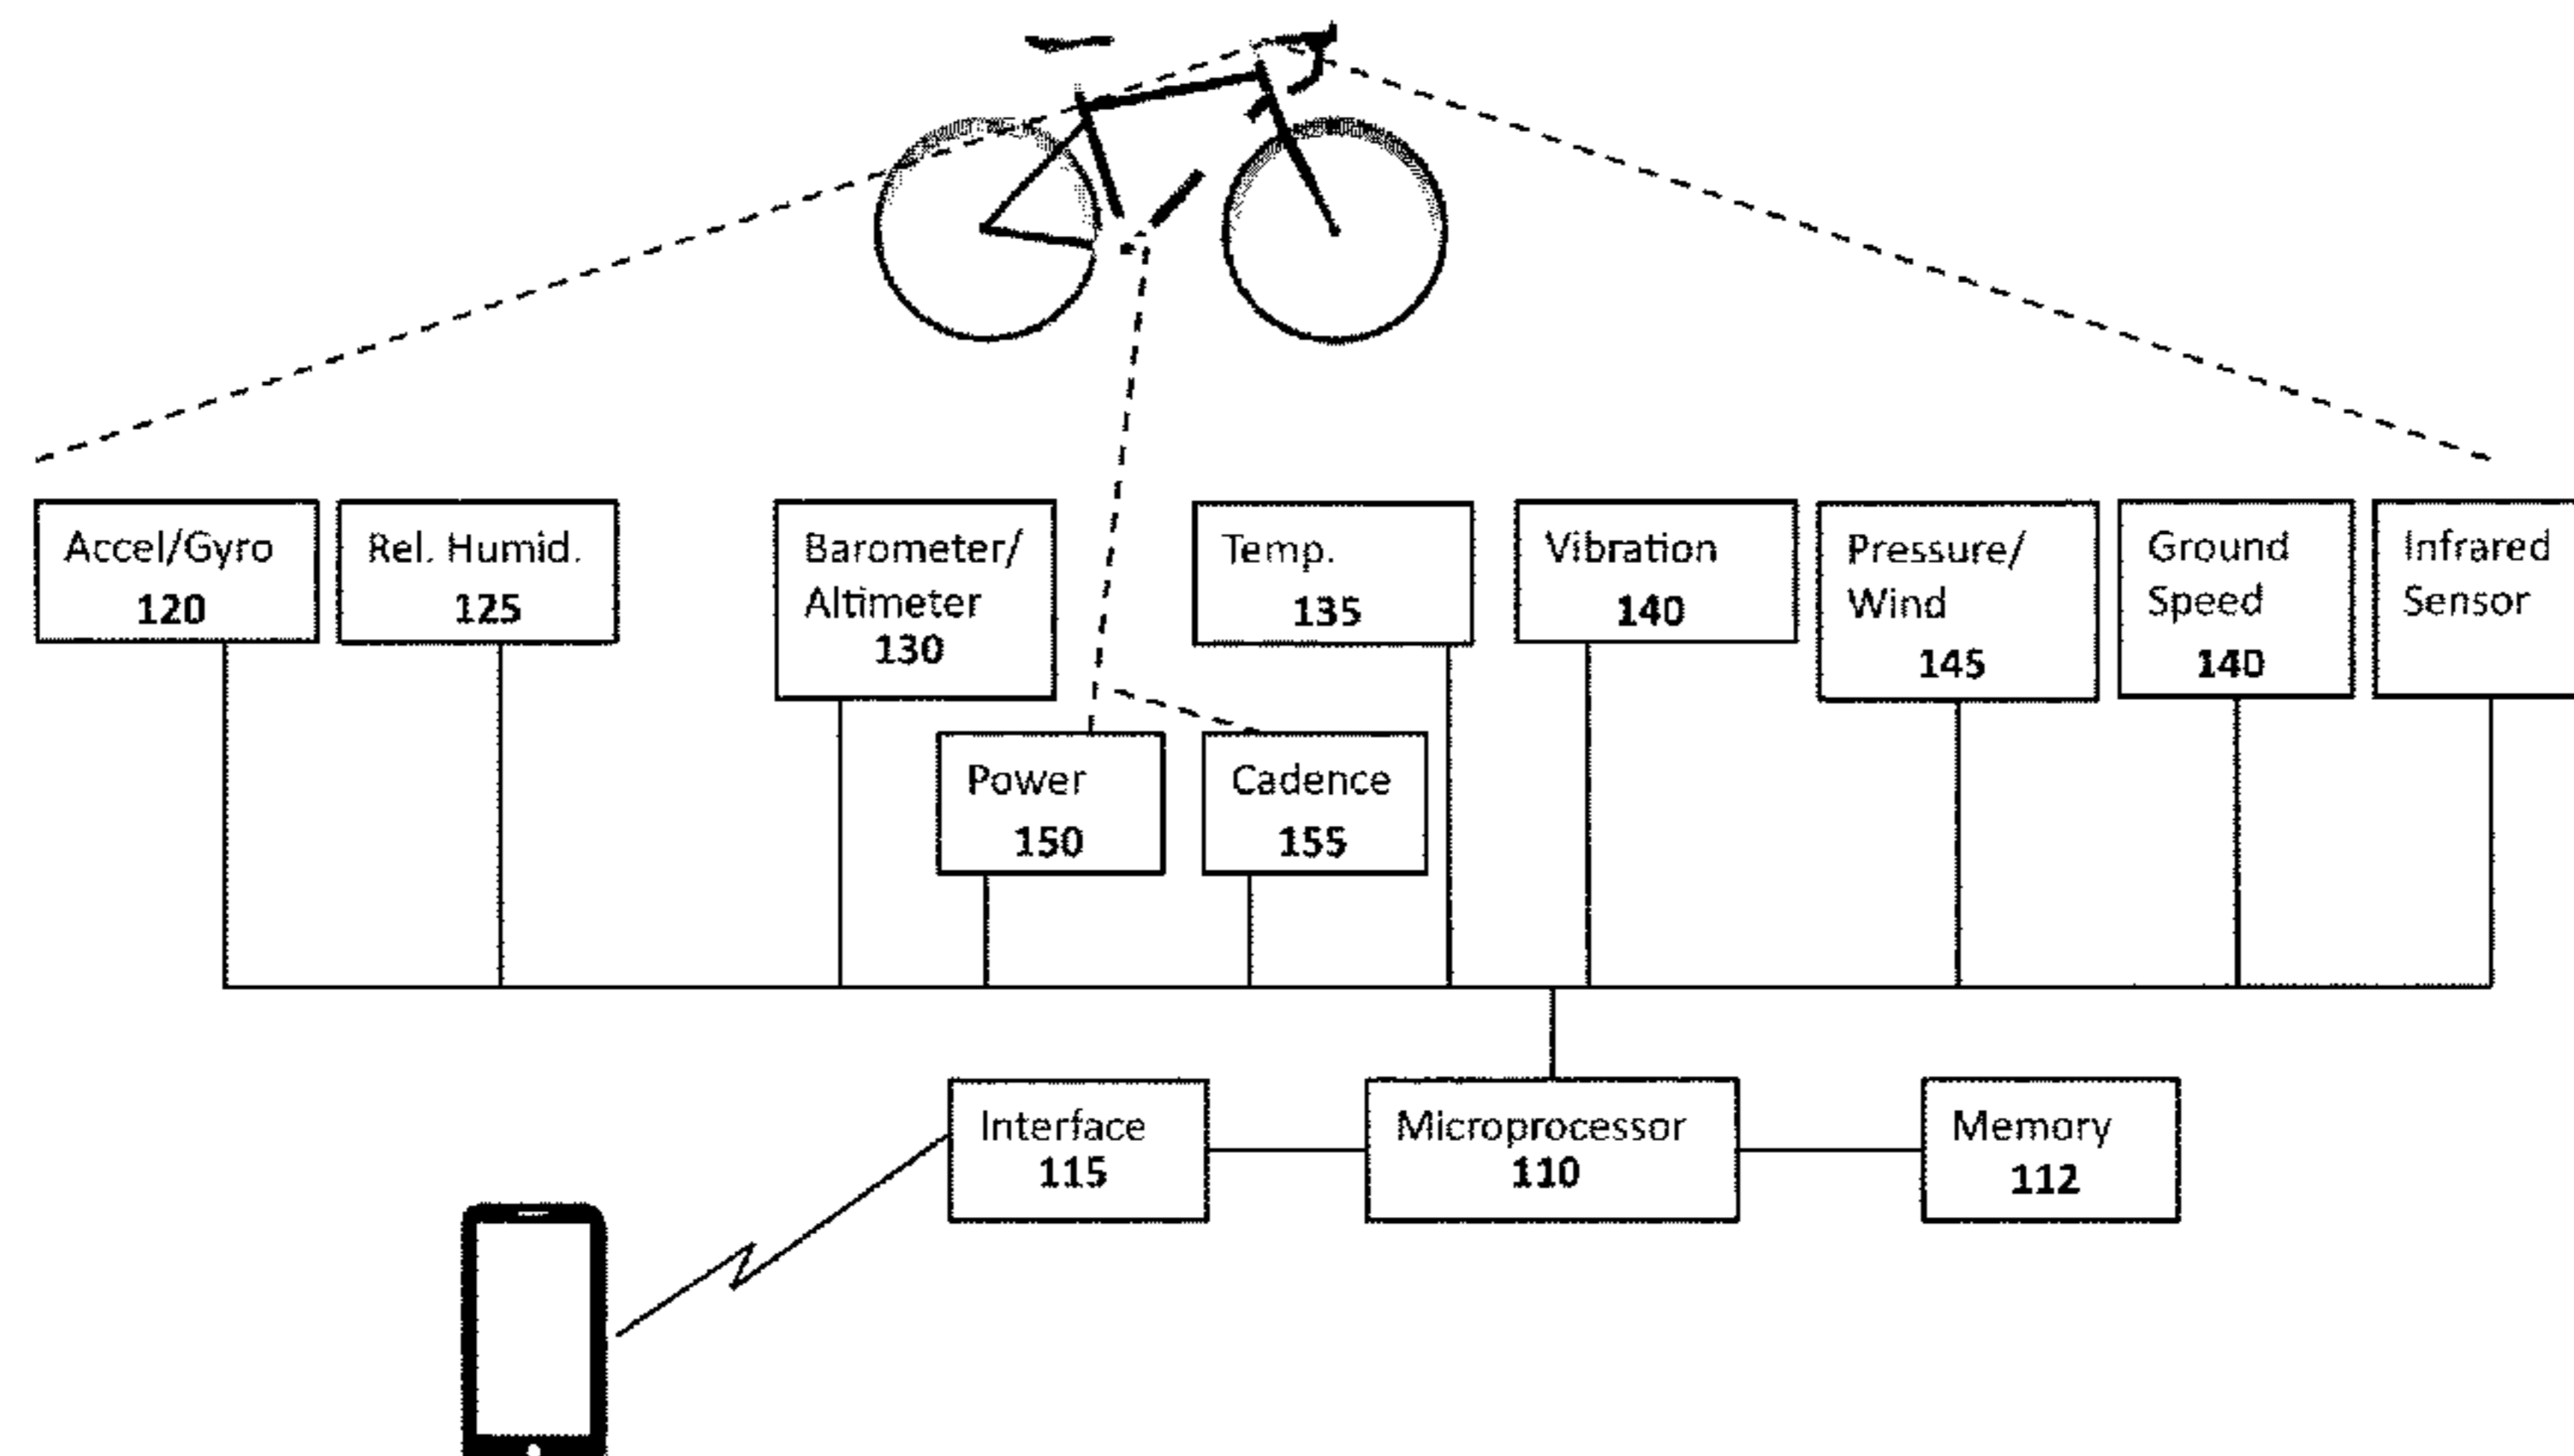 Accel/Gyro
120
Rel. Humid.
125
Barometer/
Altimeter
130
Temp.
135
Vibration
140
Pressure/
Wind
145
Ground
Speed
140
Infrared
Sensor
Power
150
Cadence
155
Interface
115
Microprocessor
110
Memory
112